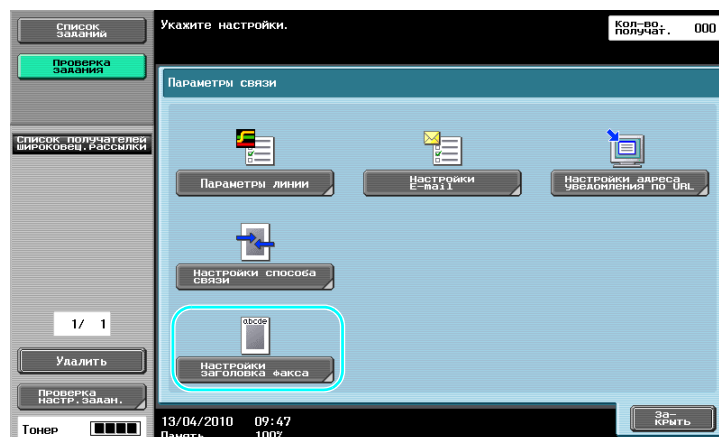 Список
заданий
Проверка
задания
Список получателей
широковещ.рассылки
1/ 1
Удалить
Проверка
настр.задан.
Тонер
Укажите настройки.
Кол-во.
получат. 000
Параметры связи
Параметры линии
Настройки
E-mail
Настройки адреса
уведомления по URL
Настройки способа
связи
abcde
Настройки
заголовка факса
13/04/2010 09:47
Память 100%
За-
крыть